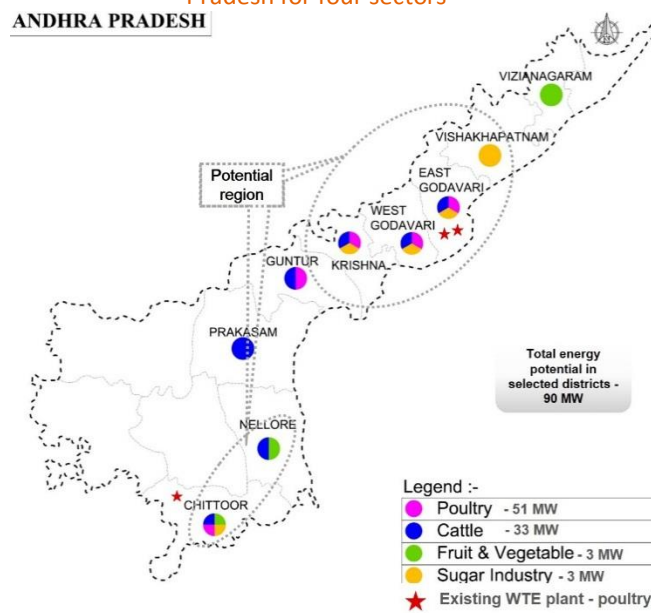 Pradesh for four sectors
ANDHRA PRADESH
VIZIANAGARAM
VISHAKHAPATNAM
EAST
GODAVARI
Potential
region
WEST
GODAVARI
GUNTUR
KRISHNA
PRAKASAM
Total energy
potential in
selected districts -
90 MW
NELLORE
CHITTOOR
Legend :-
Poultry - 51 MW
Cattle - 33 MW
Fruit & Vegetable - 3 MW
Sugar Industry - 3 MW
Existing WTE plant - poultry